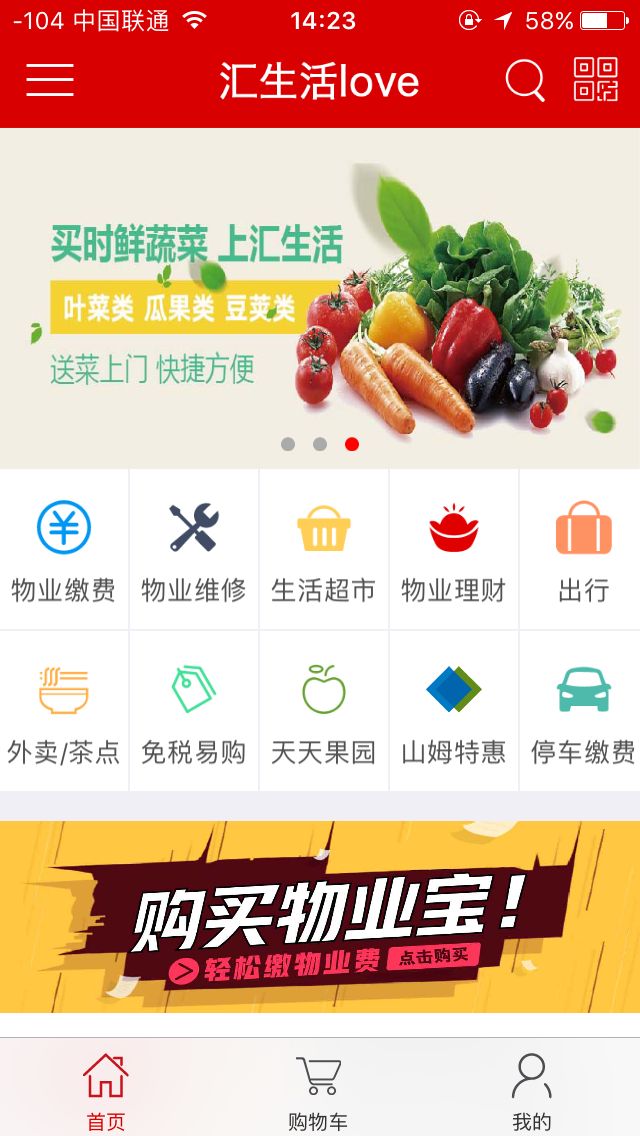 -104 中国联通 14:23 58%
汇生活love
买时鲜蔬菜 上汇生活
叶菜类 瓜果类 豆荚类
送菜上门 快捷方便
物业缴费 物业维修 生活超市 物业理财 出行
外卖/茶点 免税易购 天天果园 山姆特惠 停车缴费
购买物业宝!
轻松缴物业费 点击购买
首页 购物车 我的